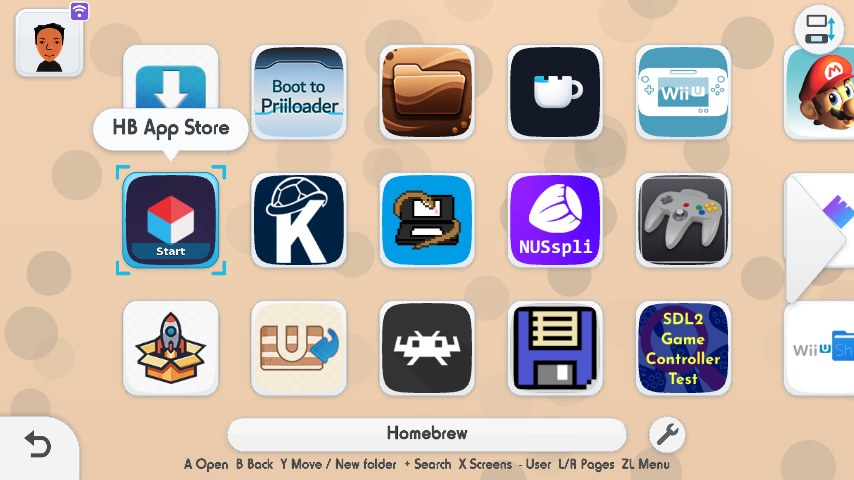 HB App Store
Boot to
Priiloader
Wii U
Start
K
NUSspli
U
SDL2
Game
Controller
Test
Wii U Sh
Homebrew
A Open B Back Y Move / New folder + Search X Screens - User L/R Pages ZL Menu